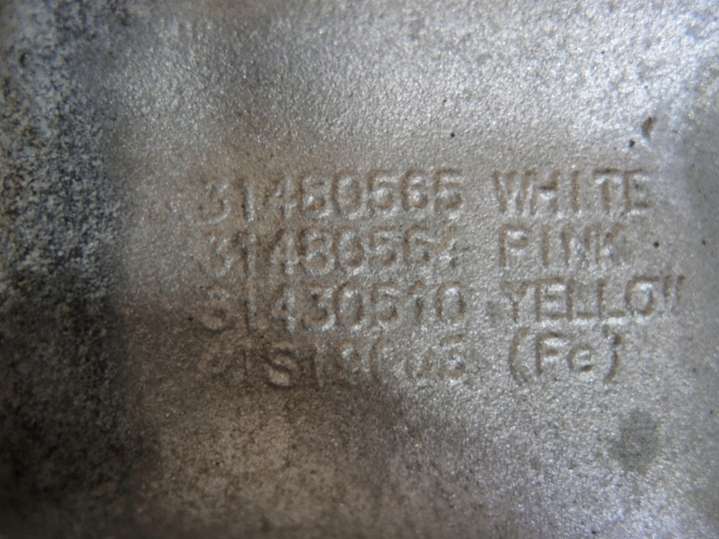 31480565 WHITE
31480564 PINK
31430510 YELLOW
(Fe)